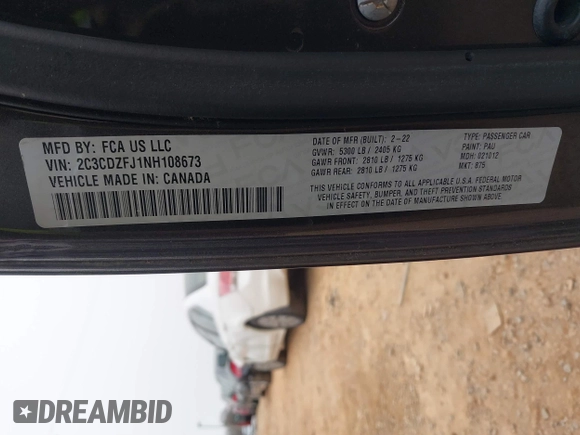 MFD BY: FCA US LLC
VIN: 2C3CDZFJ1NH108673
VEHICLE MADE IN: CANADA
DATE OF MFR (BUILT): 2-22
GVWR: 5300 LB / 2405 KG
GAWR FRONT: 2810 LB / 1275 KG
GAWR REAR: 2810 LB / 1275 KG
TYPE: PASSENGER CAR
PAINT: PAU
MDH: 021012
MKT: 875
THIS VEHICLE CONFORMS TO ALL APPLICABLE U.S.A. FEDERAL MOTOR
VEHICLE SAFETY, BUMPER, AND THEFT PREVENTION STANDARDS
IN EFFECT ON THE DATE OF MANUFACTURE SHOWN ABOVE.
DREAMBID